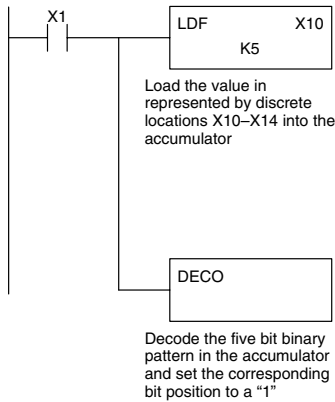 X1
LDF X10
K5
Load the value in
represented by discrete
locations X10–X14 into the
accumulator
DECO
Decode the five bit binary
pattern in the accumulator
and set the corresponding
bit position to a “1”